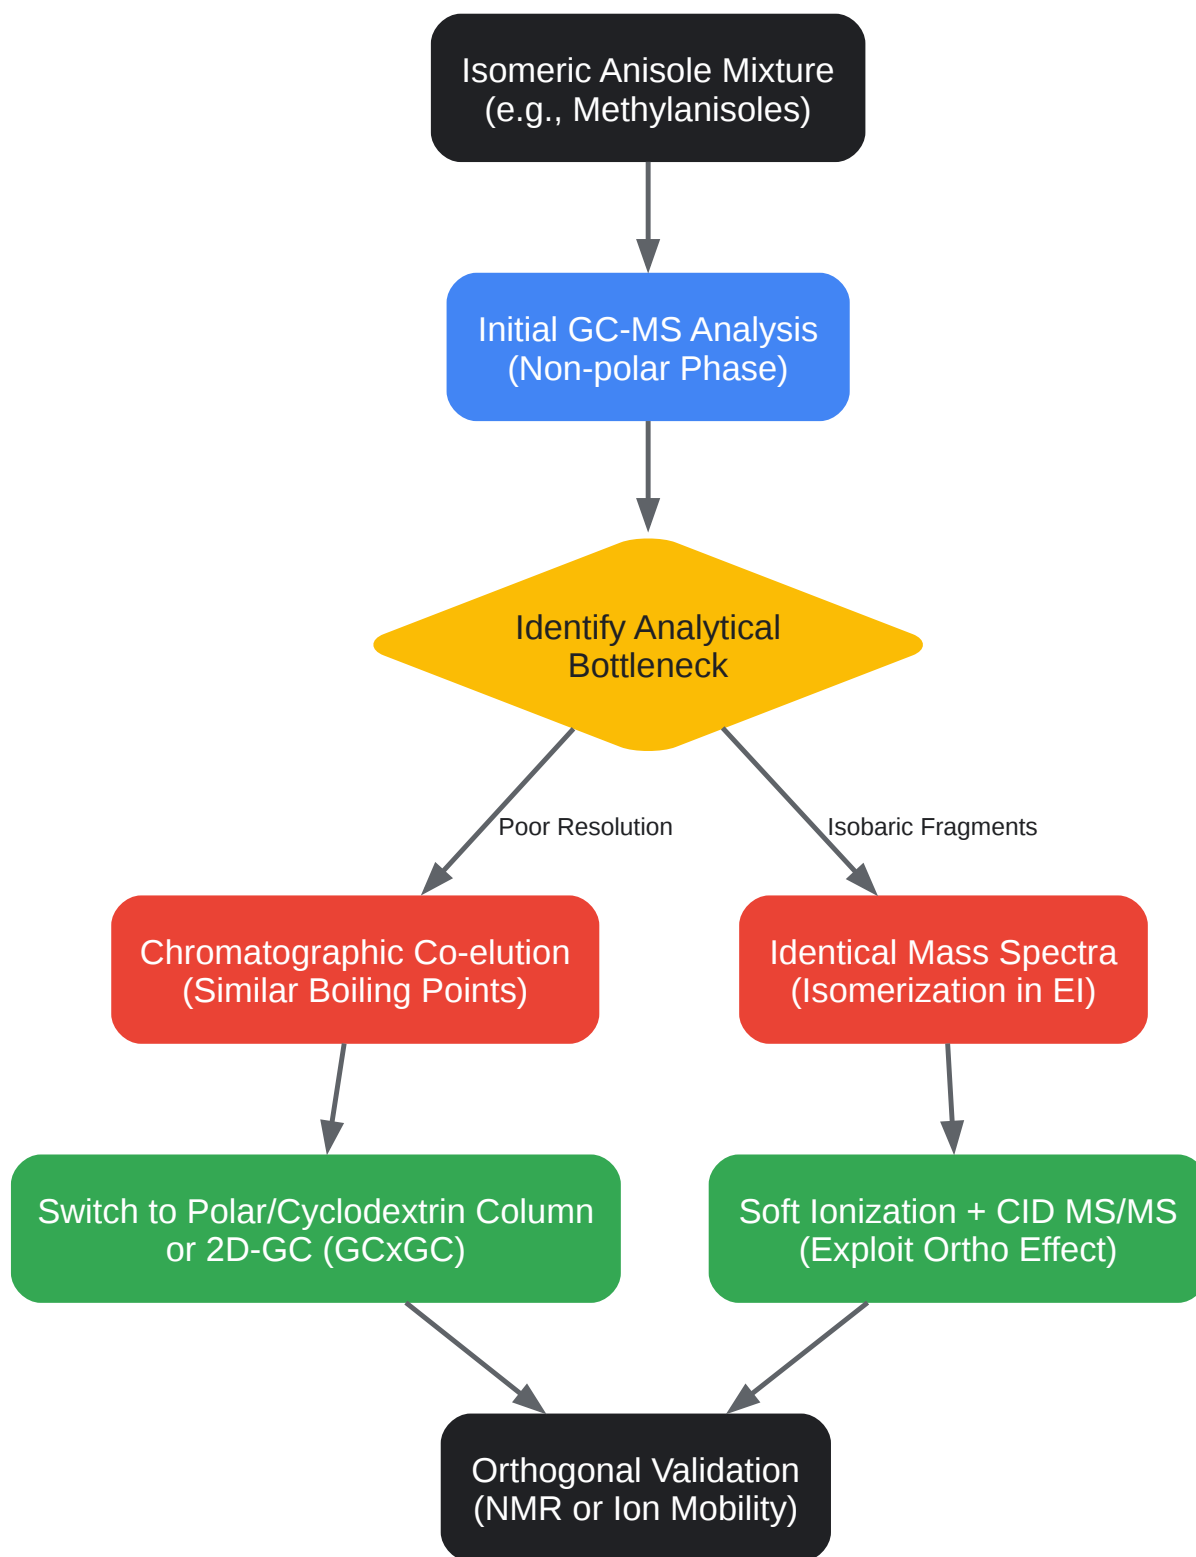 Isomeric Anisole Mixture
(e.g., Methylanisoles)
Initial GC-MS Analysis
(Non-polar Phase)
Identify Analytical
Bottleneck
Poor Resolution
Isobaric Fragments
Chromatographic Co-elution
(Similar Boiling Points)
Identical Mass Spectra
(Isomerization in EI)
Switch to Polar/Cyclodextrin Column
or 2D-GC (GCxGC)
Soft Ionization + CID MS/MS
(Exploit Ortho Effect)
Orthogonal Validation
(NMR or Ion Mobility)